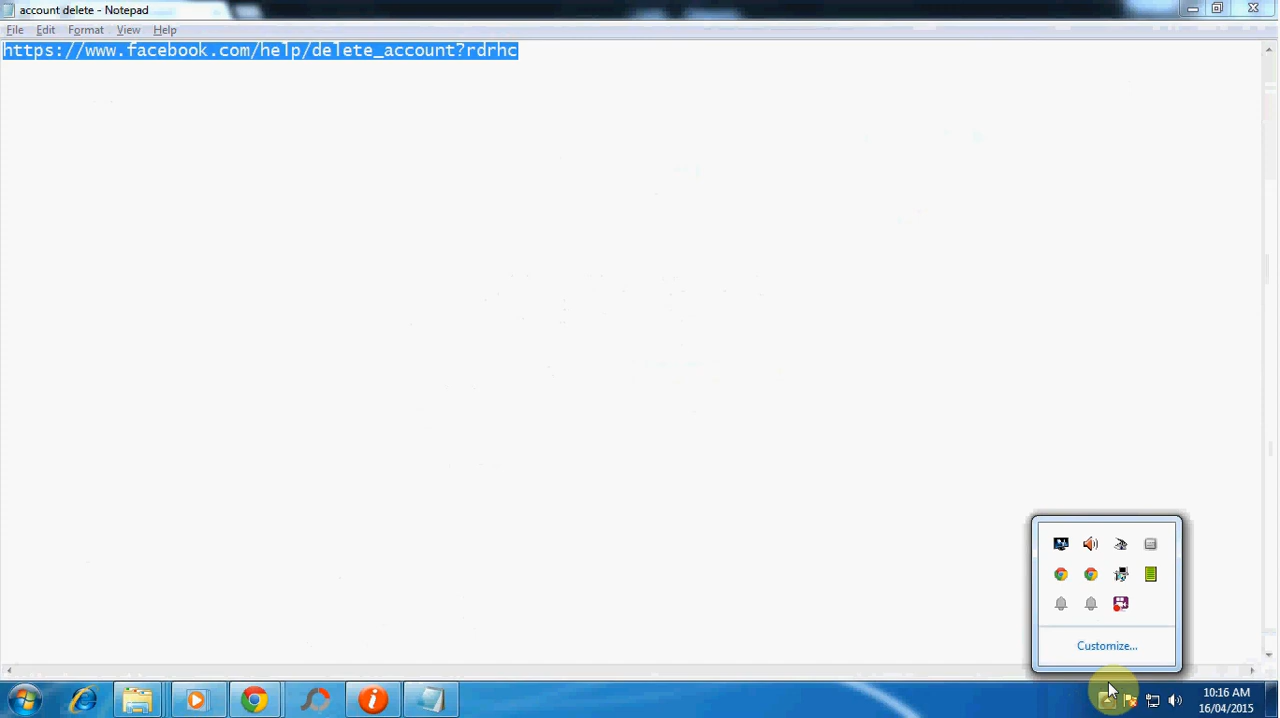 account delete - Notepad
File Edit Format View Help
https://www.facebook.com/help/delete_account?rdrhc
Customize...
10:16 AM
16/04/2015